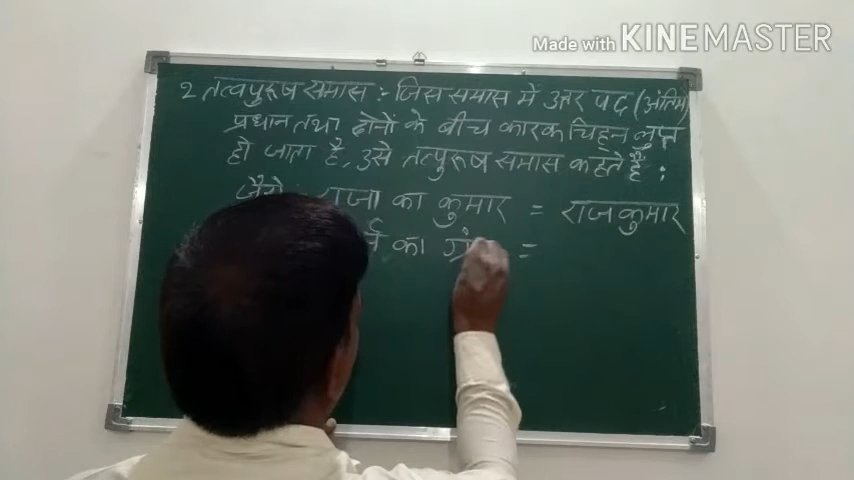 Made with KINEMASTER
2 तत्वपुरूष समास :- जिस समास में उत्तर पद (अंतिम)
प्रधान तथा दोनों के बीच कारक चिह्न लुप्त
हो जाता है, उसे तत्पुरूष समास कहते हैं :
राजा का कुमार = राजकुमार
का =